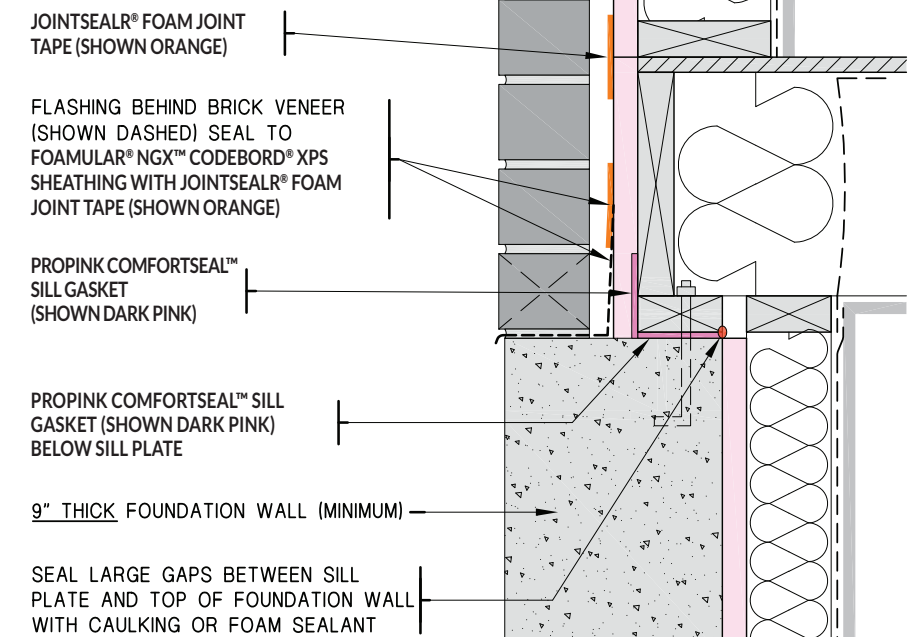 JOINTSEALR® FOAM JOINT
TAPE (SHOWN ORANGE)
FLASHING BEHIND BRICK VENEER
(SHOWN DASHED) SEAL TO
FOAMULAR® NGX™ CODEBORD® XPS
SHEATHING WITH JOINTSEALR® FOAM
JOINT TAPE (SHOWN ORANGE)
PROPINK COMFORTSEAL™
SILL GASKET
(SHOWN DARK PINK)
PROPINK COMFORTSEAL™ SILL
GASKET (SHOWN DARK PINK)
BELOW SILL PLATE
9" THICK FOUNDATION WALL (MINIMUM)
SEAL LARGE GAPS BETWEEN SILL
PLATE AND TOP OF FOUNDATION WALL
WITH CAULKING OR FOAM SEALANT